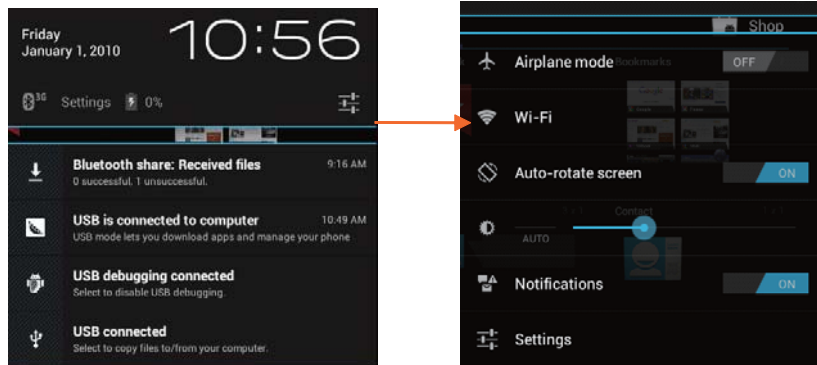 Friday
January 1, 2010
10:56
3G Settings 0%
Bluetooth share: Received files 9:16 AM
0 successful, 1 unsuccessful.
USB is connected to computer 10:49 AM
USB mode lets you download apps and manage your phone
USB debugging connected
Select to disable USB debugging.
USB connected
Select to copy files to/from your computer.
Shop
Airplane mode Bookmarks OFF
Wi-Fi
Auto-rotate screen ON
Contact
AUTO
Notifications ON
Settings